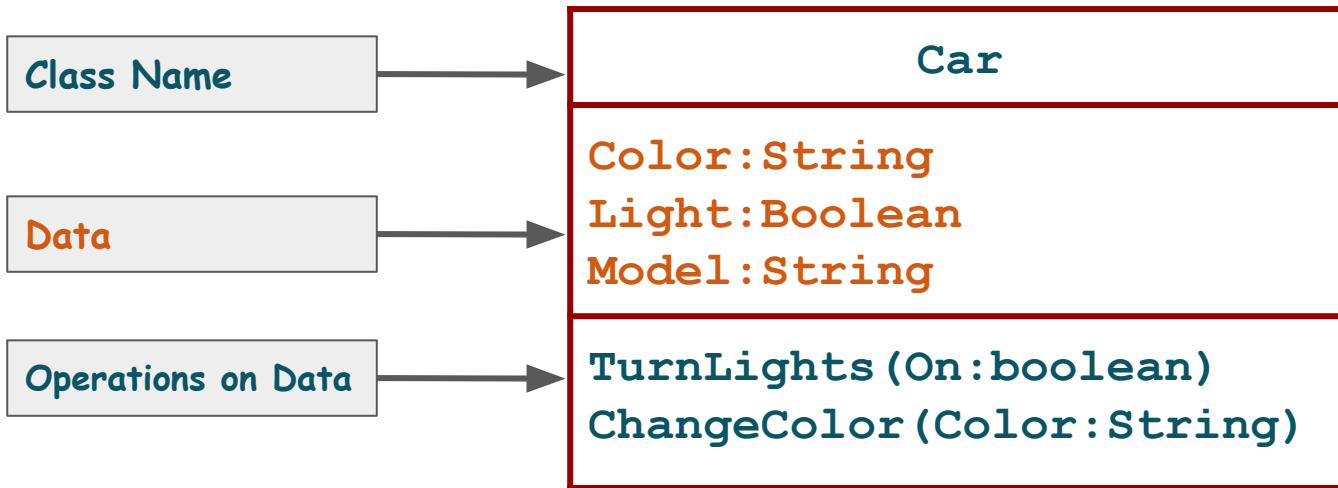 Class Name
Car
Data
Color:String
Light:Boolean
Model:String
Operations on Data
TurnLights(On:boolean)
ChangeColor(Color:String)